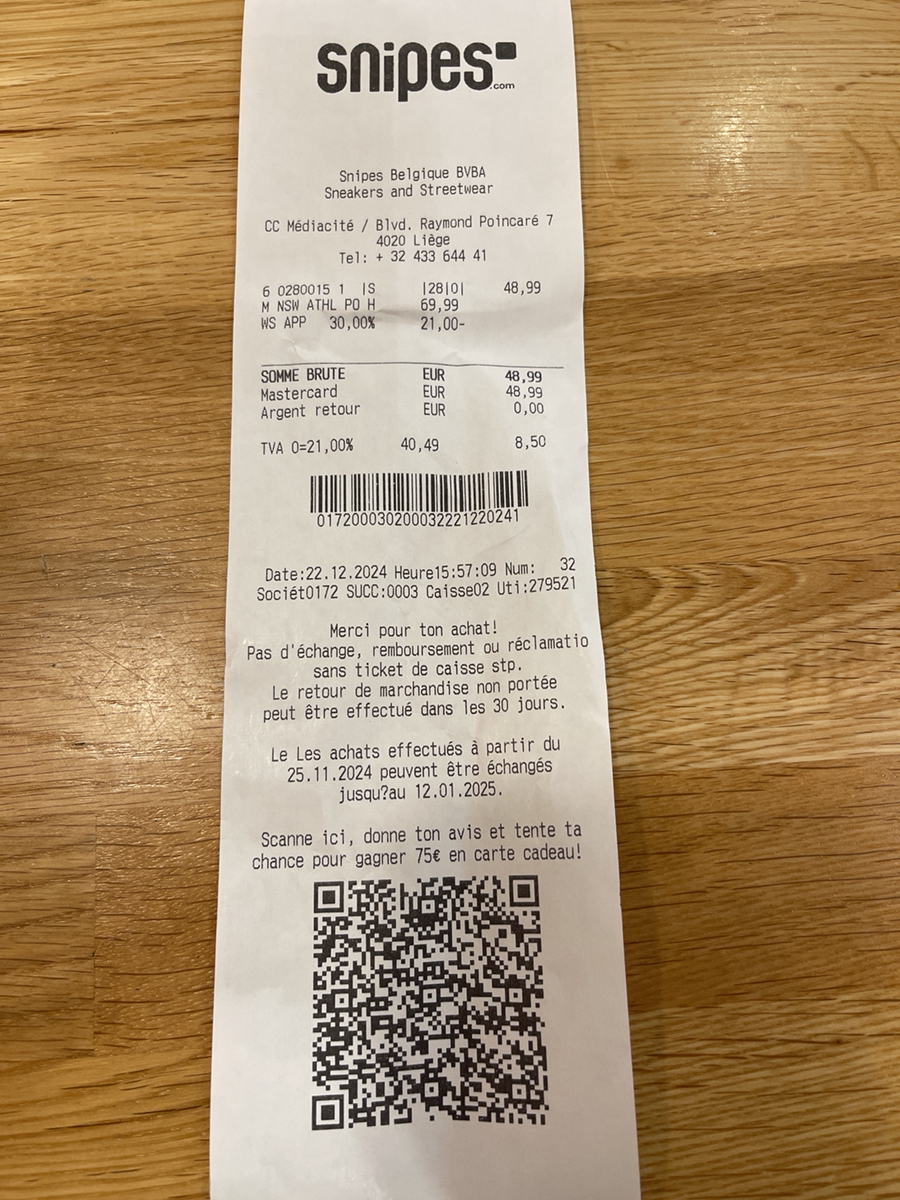 snipes
.com
Snipes Belgique BVBA
Sneakers and Streetwear
CC Médiacité / Blvd. Raymond Poincaré 7
4020 Liège
Tel: + 32 433 644 41
6 0280015 1 |S |28|0| 48,99
M NSW ATHL PO H 69,99
WS APP 30,00% 21,00-
SOMME BRUTE EUR 48,99
Mastercard EUR 48,99
Argent retour EUR 0,00
TVA 0=21,00% 40,49 8,50
0172000302000322212202​41
Date:22.12.2024 Heure15:57:09 Num: 32
Sociét0172 SUCC:0003 Caisse02 Uti:279521
Merci pour ton achat!
Pas d'échange, remboursement ou réclamatio
sans ticket de caisse stp.
Le retour de marchandise non portée
peut être effectué dans les 30 jours.
Le Les achats effectués à partir du
25.11.2024 peuvent être échangés
jusqu?au 12.01.2025.
Scanne ici, donne ton avis et tente ta
chance pour gagner 75€ en carte cadeau!